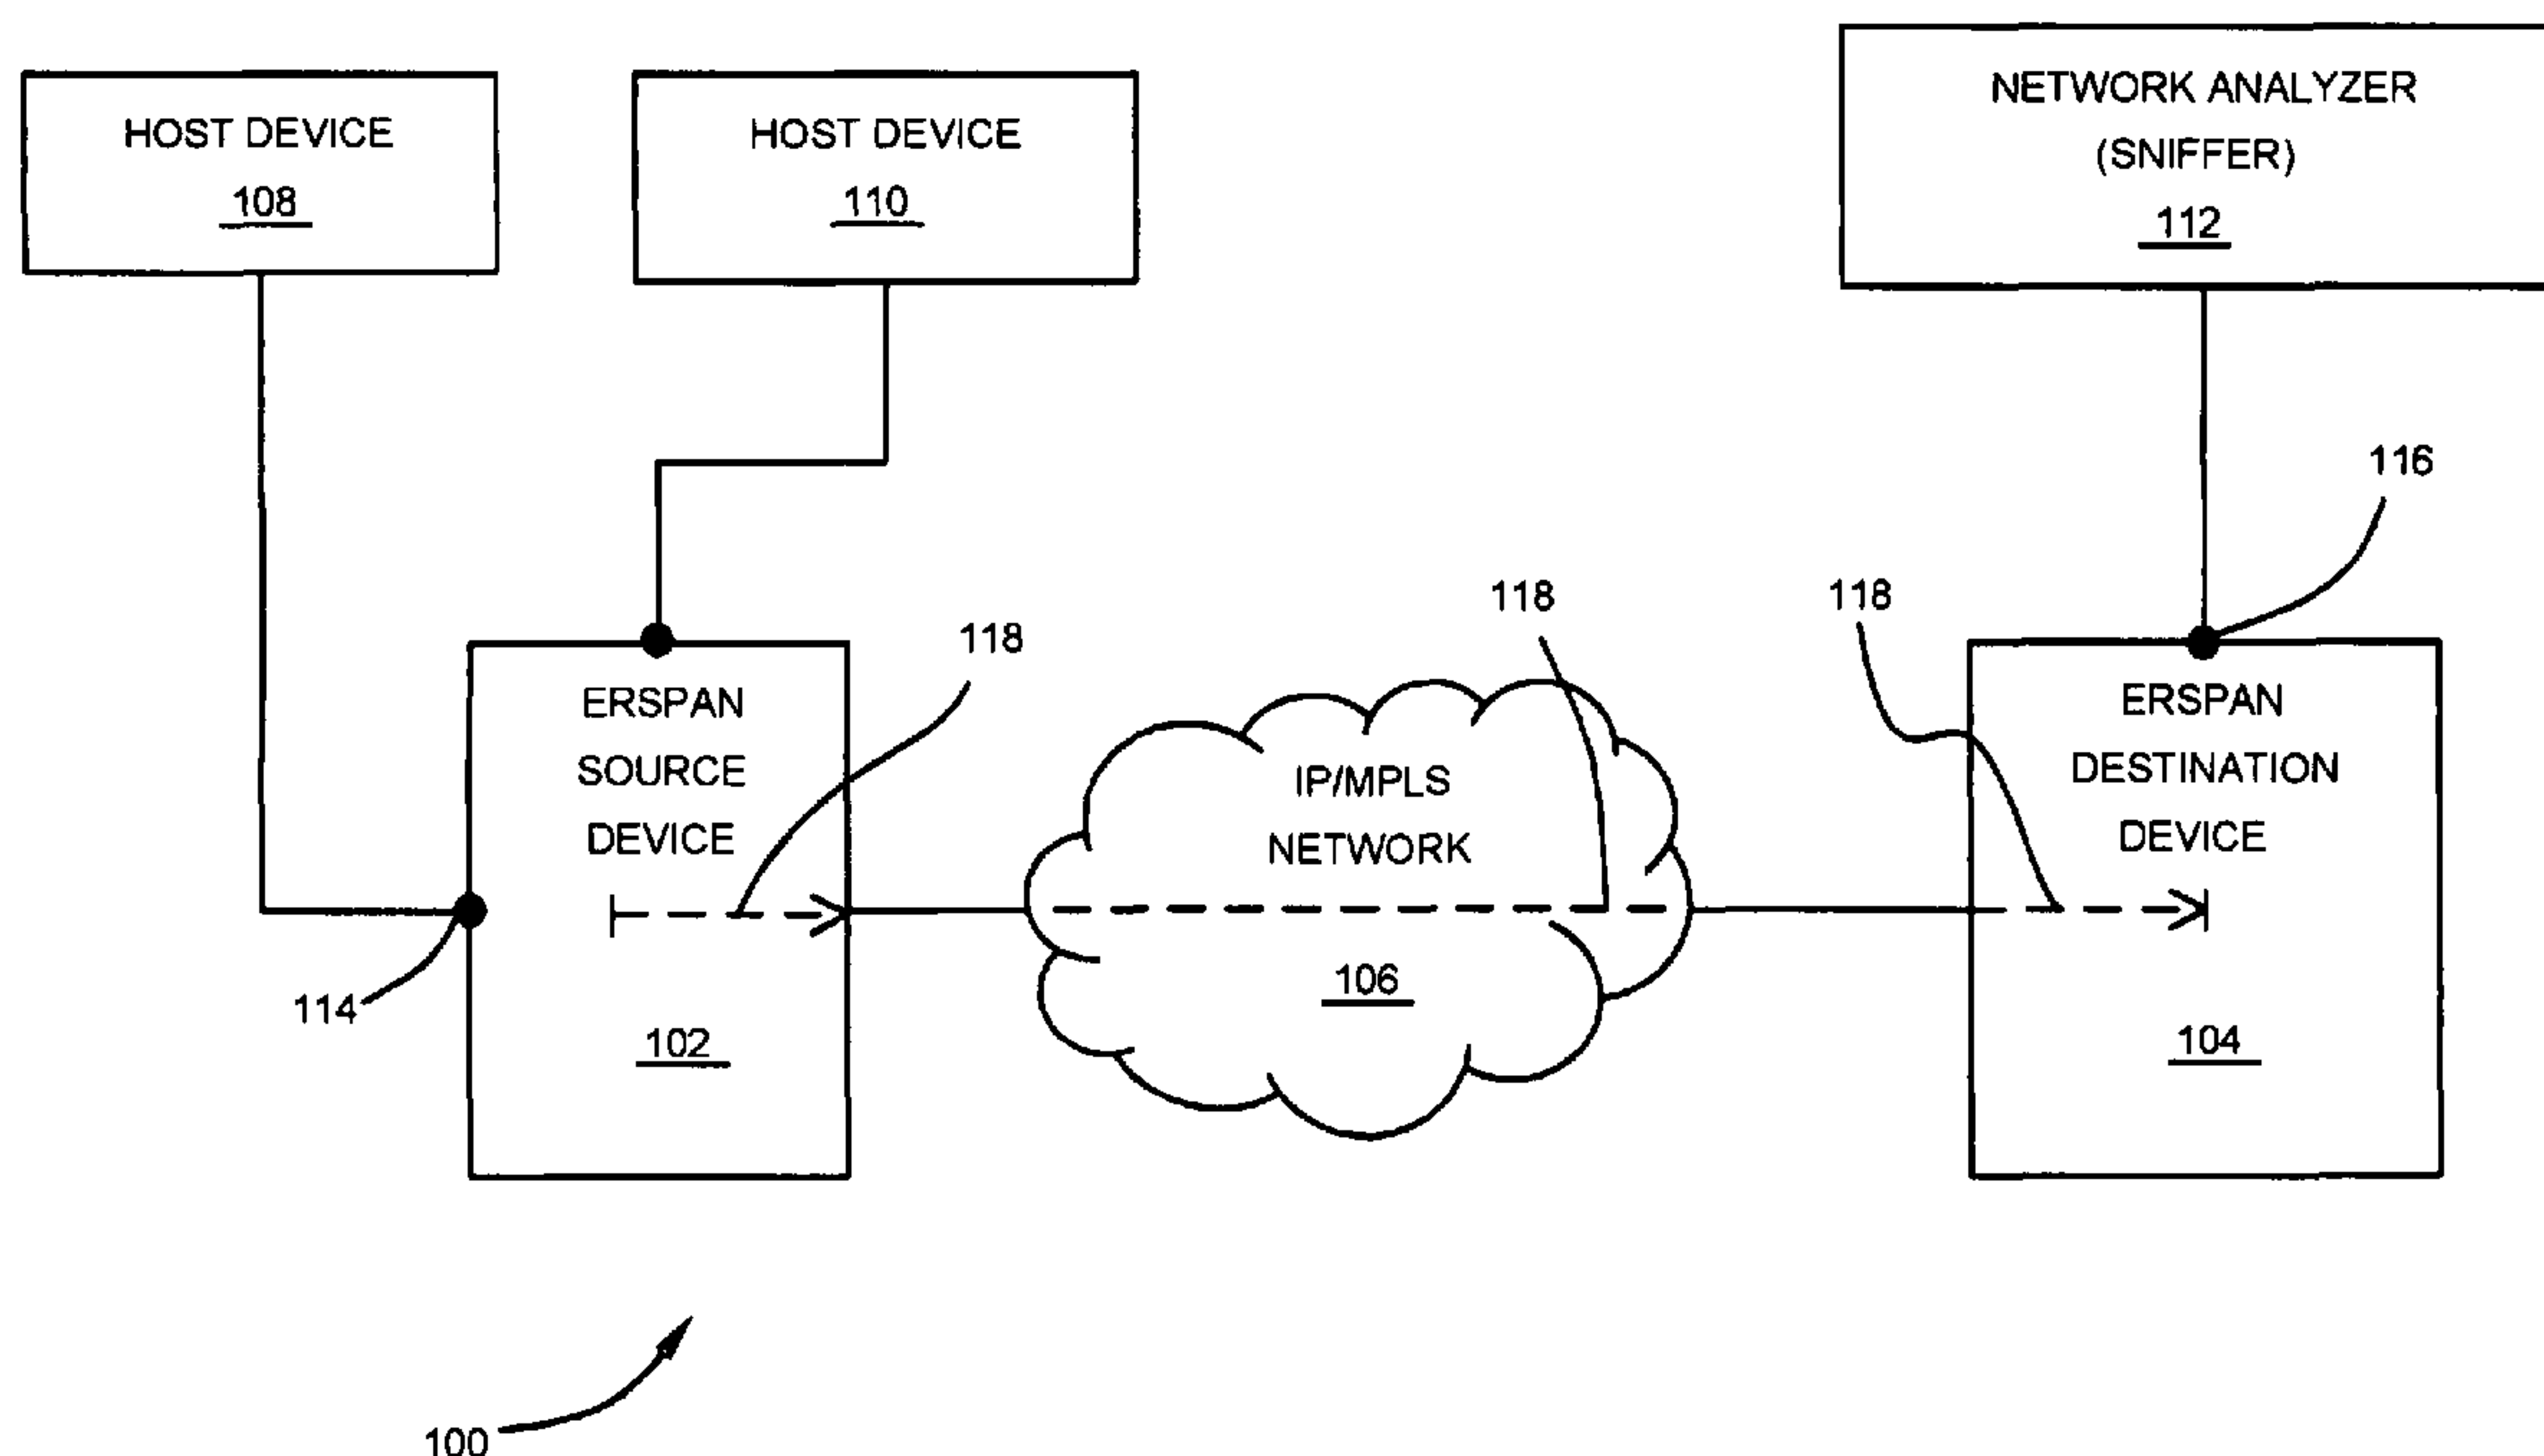 HOST DEVICE
108
HOST DEVICE
110
NETWORK ANALYZER
(SNIFFER)
112
116
118
118
118
ERSPAN
SOURCE
DEVICE
102
114
IP/MPLS
NETWORK
106
ERSPAN
DESTINATION
DEVICE
104
100